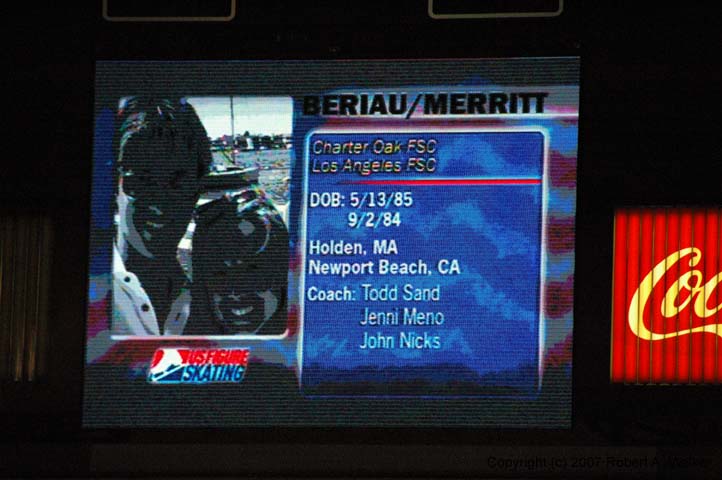 BERIAU/MERRITT
Charter Oak FSC
Los Angeles FSC
DOB: 5/13/85
9/2/84
Holden, MA
Newport Beach, CA
Coach: Todd Sand
Jenni Meno
John Nicks
US FIGURE
SKATING
Coc
Copyright (c) 2007 Robert A.